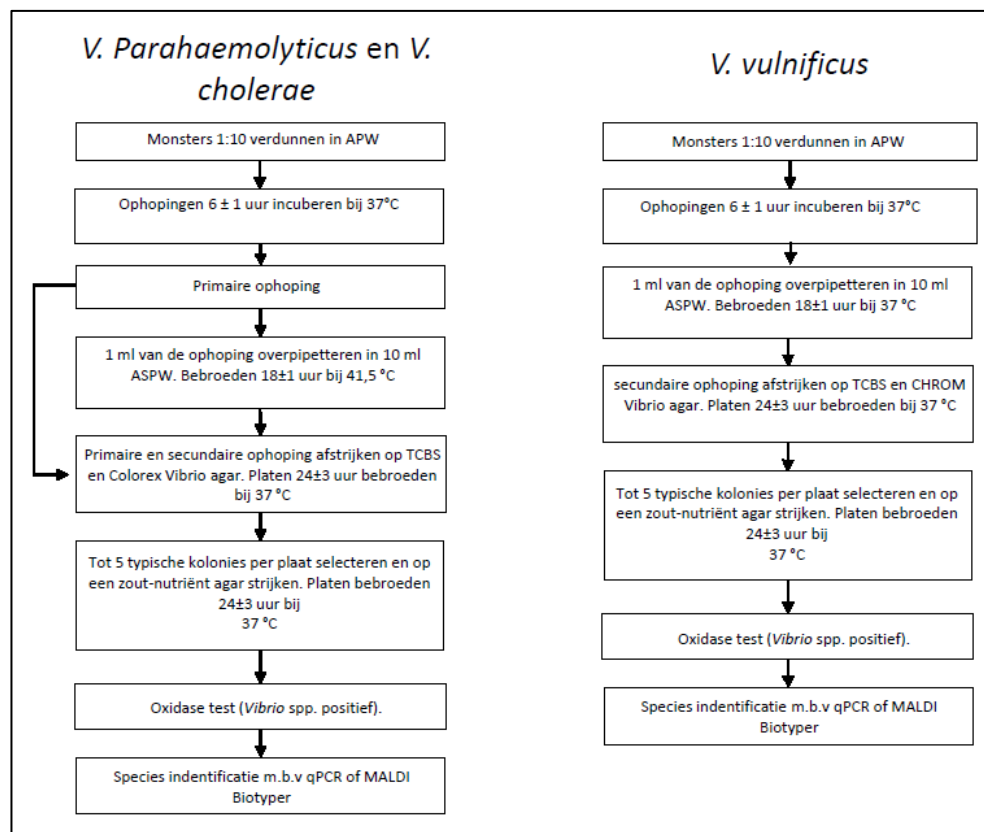 V. Parahaemolyticus en V.
cholerae
Monsters 1:10 verdunnen in APW
Ophopingen 6 ± 1 uur incuberen bij 37°C
Primaire ophoping
1 ml van de ophoping overpipetteren in 10 ml
ASPW. Bebroeden 18±1 uur bij 41,5 °C
Primaire en secundaire ophoping afstrijken op TCBS
en Colorex Vibrio agar. Platen 24±3 uur bebroeden
bij 37 °C
Tot 5 typische kolonies per plaat selecteren en op
een zout-nutriënt agar strijken. Platen bebroeden
24±3 uur bij
37 °C
Oxidase test (Vibrio spp. positief).
Species indentificatie m.b.v qPCR of MALDI
Biotyper
V. vulnificus
Monsters 1:10 verdunnen in APW
Ophopingen 6 ± 1 uur incuberen bij 37°C
1 ml van de ophoping overpipetteren in 10 ml
ASPW. Bebroeden 18±1 uur bij 37 °C
secundaire ophoping afstrijken op TCBS en CHROM
Vibrio agar. Platen 24±3 uur bebroeden bij 37 °C
Tot 5 typische kolonies per plaat selecteren en op
een zout-nutriënt agar strijken. Platen bebroeden
24±3 uur bij
37 °C
Oxidase test (Vibrio spp. positief).
Species indentificatie m.b.v qPCR of MALDI
Biotyper